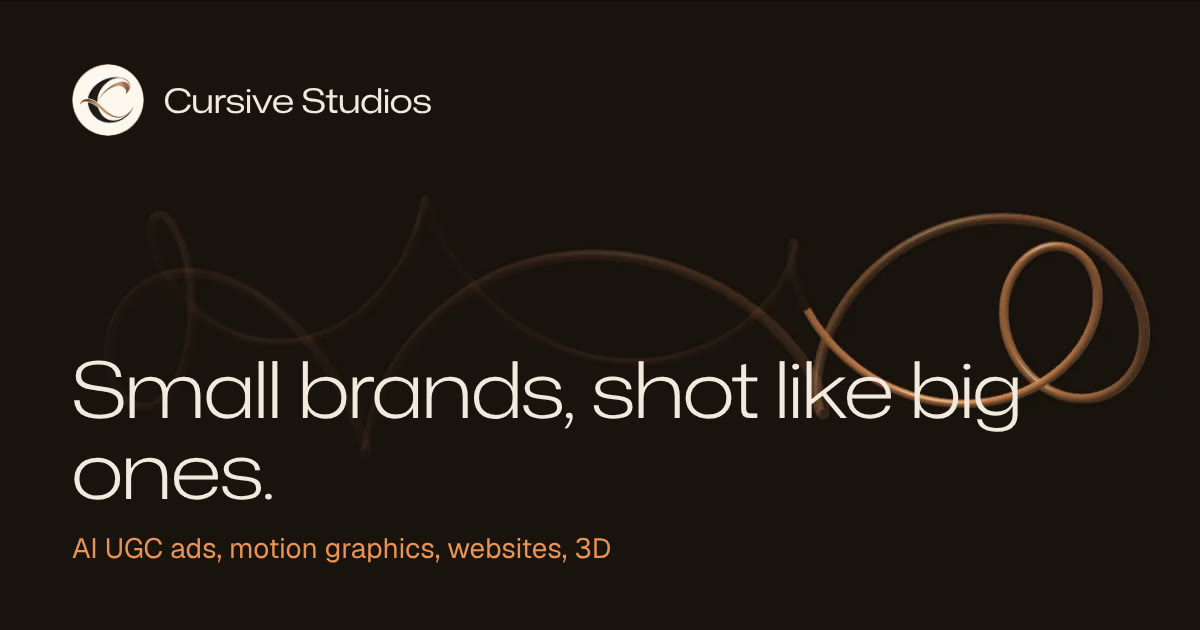 Cursive Studios
Small brands, shot like big
ones.
AI UGC ads, motion graphics, websites, 3D